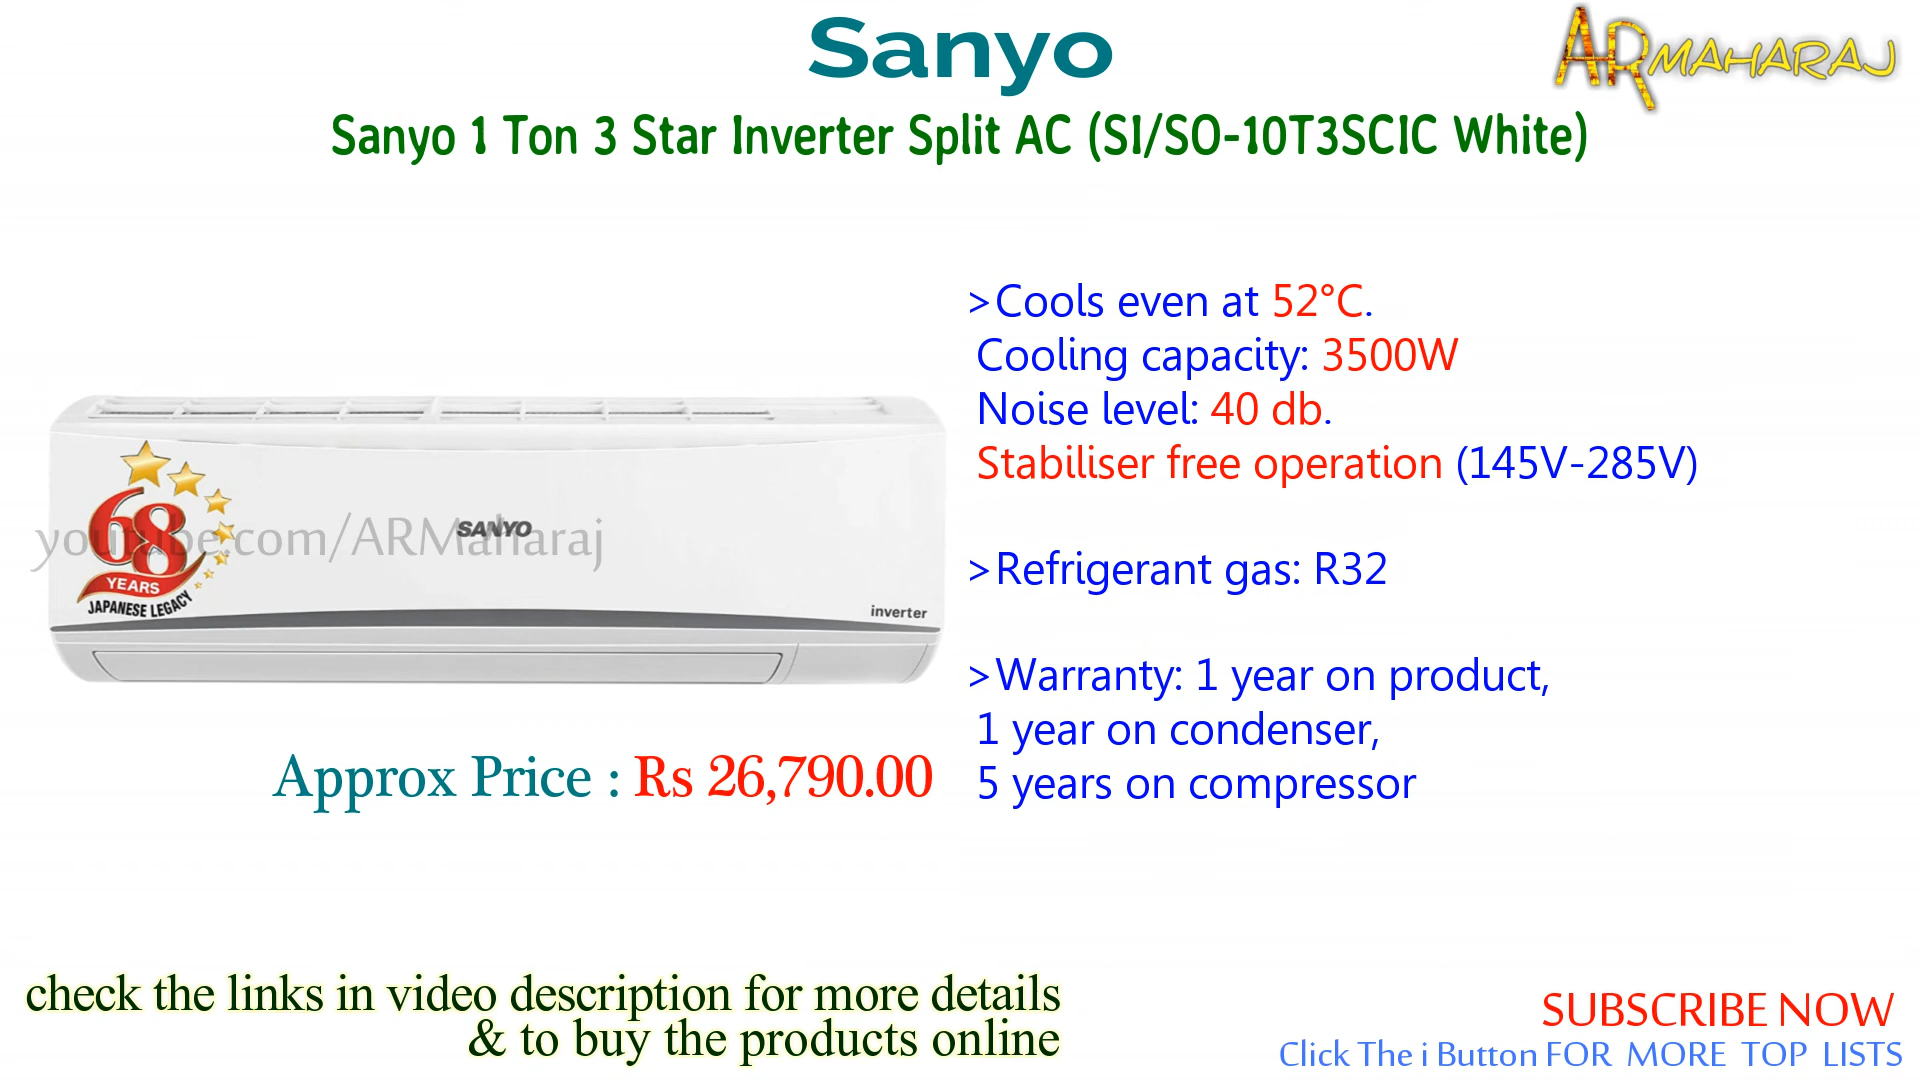 Sanyo
ARMAHARAJ
Sanyo 1 Ton 3 Star Inverter Split AC (SI/SO-10T3SCIC White)
>Cools even at 52°C.
Cooling capacity: 3500W
Noise level: 40 db.
Stabiliser free operation (145V-285V)
>Refrigerant gas: R32
>Warranty: 1 year on product,
1 year on condenser,
5 years on compressor
68
YEARS
JAPANESE LEGACY
SANYO
youtube.com/ARMaharaj
inverter
Approx Price : Rs 26,790.00
check the links in video description for more details
& to buy the products online
SUBSCRIBE NOW
Click The i Button FOR MORE TOP LISTS